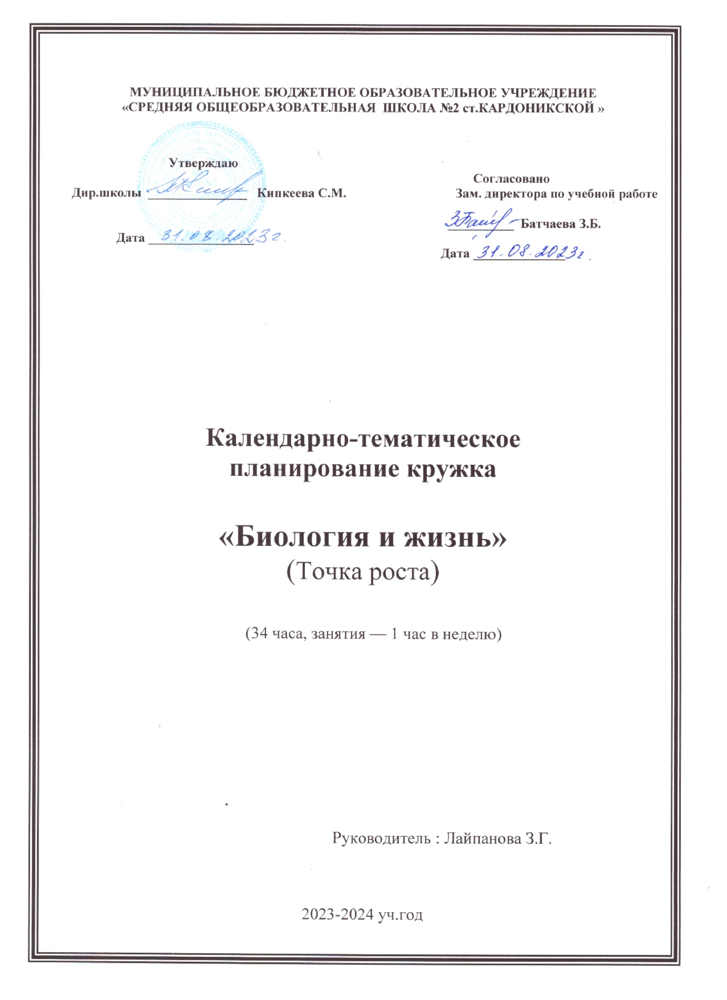 МУНИЦИПАЛЬНОЕ БЮДЖЕТНОЕ ОБРАЗОВАТЕЛЬНОЕ УЧРЕЖДЕНИЕ
«СРЕДНЯЯ ОБЩЕОБРАЗОВАТЕЛЬНАЯ ШКОЛА №2 ст.КАРДОНИКСКОЙ »
Утверждаю
Дир.школы Кипкеева С.М.
Дата 31.08.2023г.
Согласовано
Зам. директора по учебной работе
Батчаева З.Б.
Дата 31.08.2023г.
Календарно-тематическое
планирование кружка
«Биология и жизнь»
(Точка роста)
(34 часа, занятия — 1 час в неделю)
Руководитель : Лайпанова З.Г.
2023-2024 уч.год